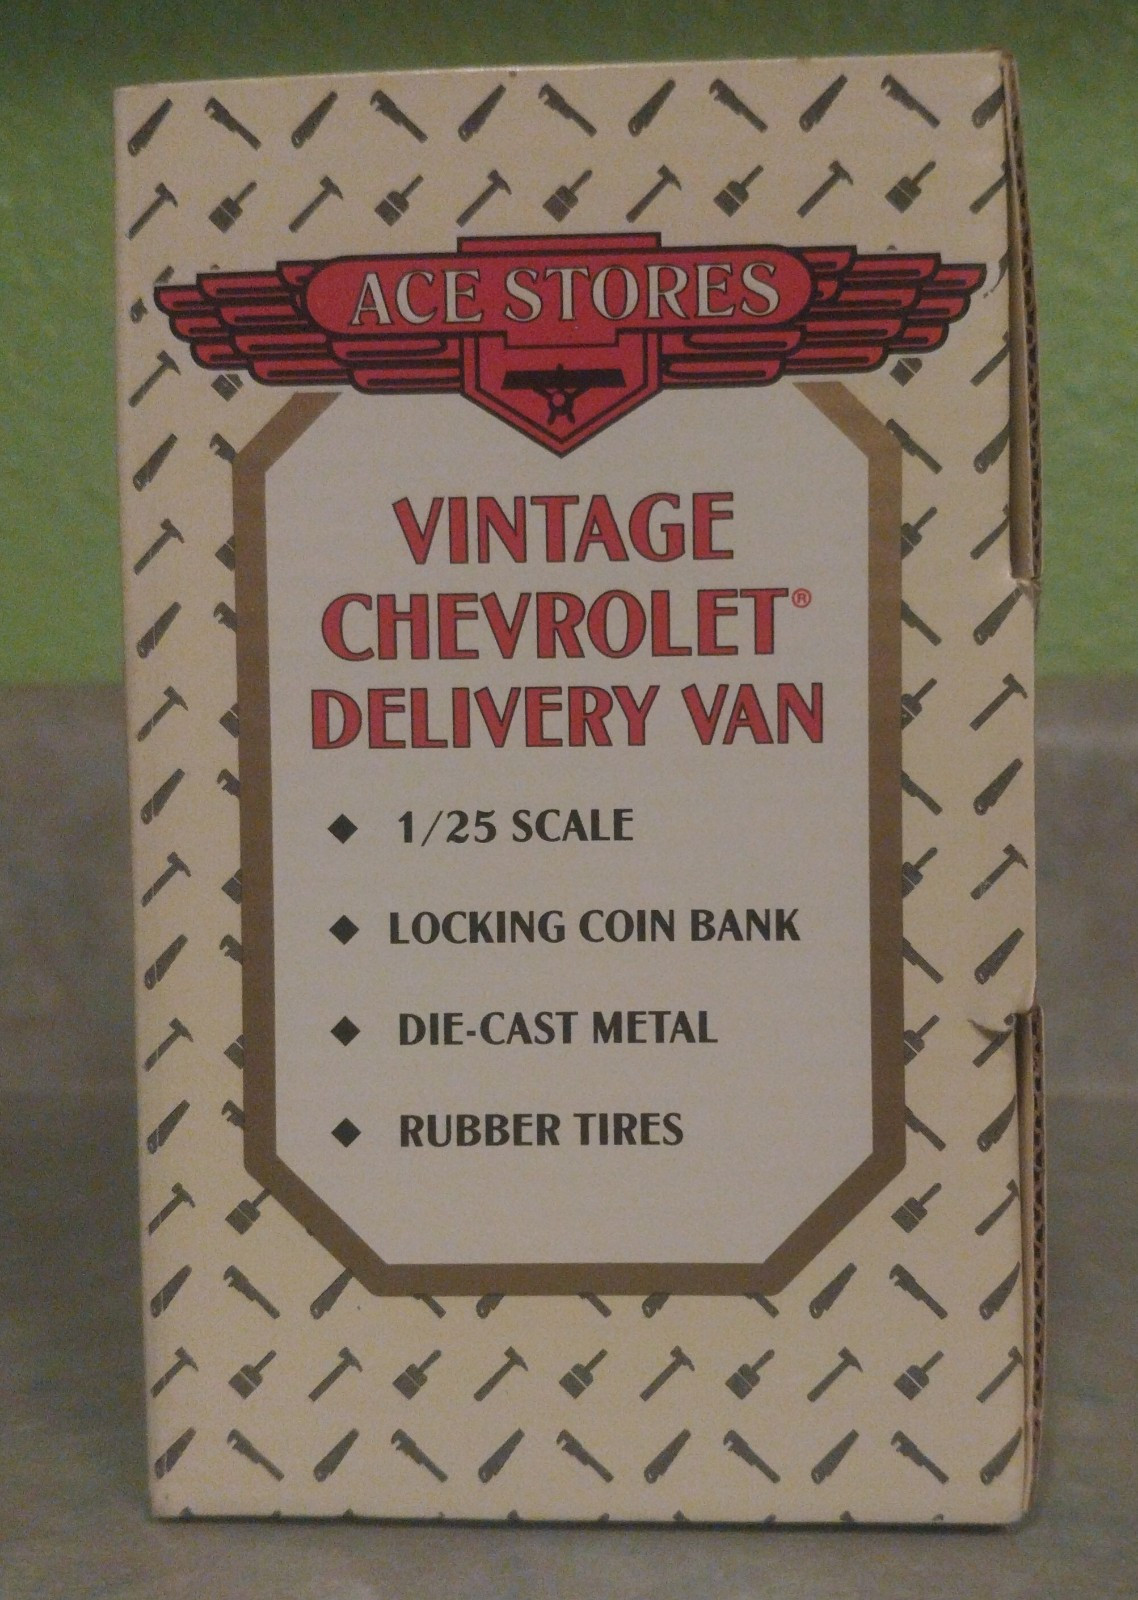 ACE STORES
VINTAGE
CHEVROLET®
DELIVERY VAN
◆ 1/25 SCALE
◆ LOCKING COIN BANK
◆ DIE-CAST METAL
◆ RUBBER TIRES